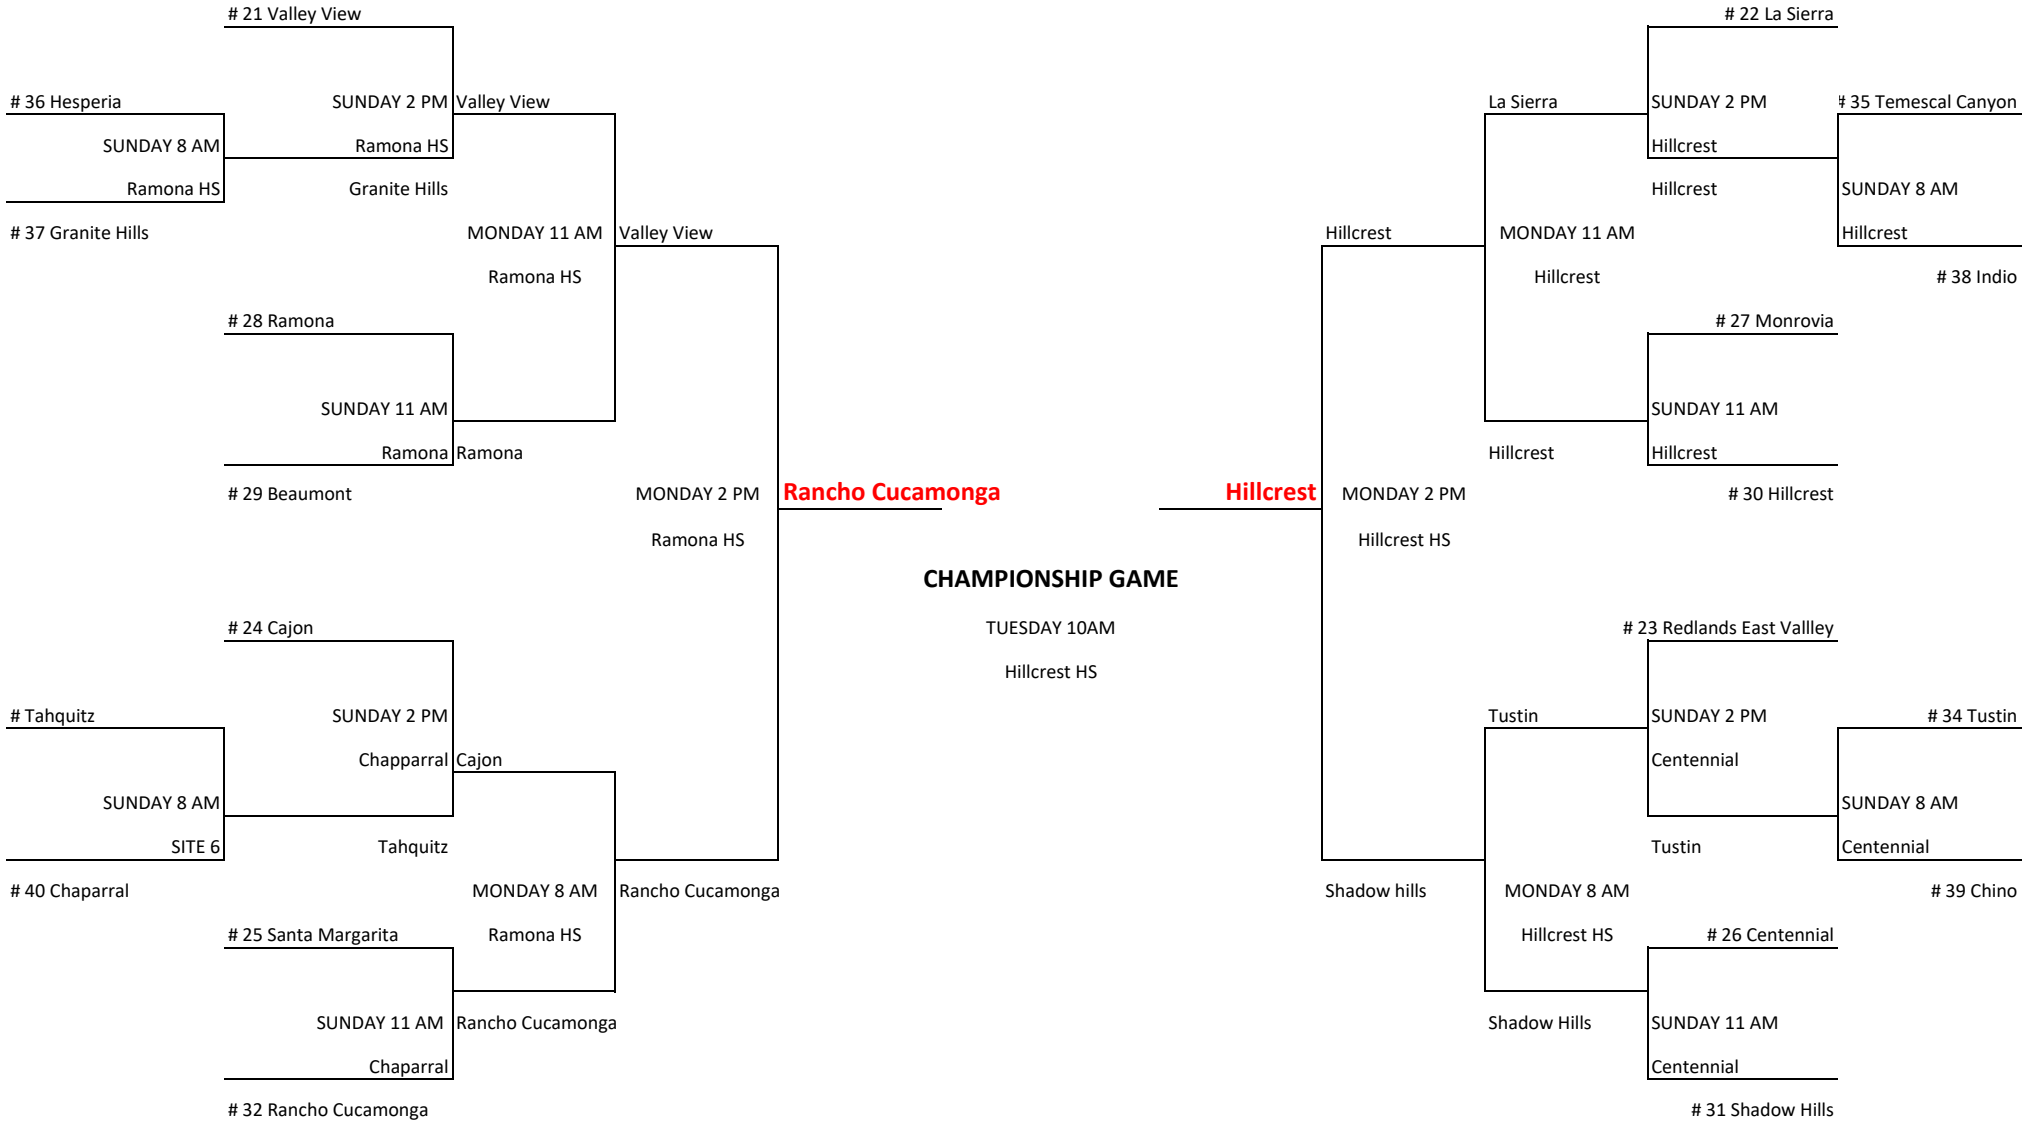 # 21 Valley View
# 22 La Sierra
# 36 Hesperia
SUNDAY 2 PM
Valley View
La Sierra
SUNDAY 2 PM
# 35 Temescal Canyon
SUNDAY 8 AM
Ramona HS
Hillcrest
Ramona HS
Granite Hills
Hillcrest
SUNDAY 8 AM
# 37 Granite Hills
MONDAY 11 AM
Valley View
Hillcrest
MONDAY 11 AM
Hillcrest
Ramona HS
Hillcrest
# 38 Indio
# 28 Ramona
# 27 Monrovia
SUNDAY 11 AM
SUNDAY 11 AM
Ramona
Ramona
Hillcrest
Hillcrest
# 29 Beaumont
MONDAY 2 PM
Rancho Cucamonga
Hillcrest
MONDAY 2 PM
# 30 Hillcrest
Ramona HS
Hillcrest HS
CHAMPIONSHIP GAME
# 24 Cajon
TUESDAY 10AM
# 23 Redlands East Vallley
Hillcrest HS
# Tahquitz
SUNDAY 2 PM
Tustin
SUNDAY 2 PM
# 34 Tustin
Chapparral
Cajon
Centennial
SUNDAY 8 AM
SUNDAY 8 AM
SITE 6
Tahquitz
Tustin
Centennial
# 40 Chaparral
MONDAY 8 AM
Rancho Cucamonga
Shadow hills
MONDAY 8 AM
# 39 Chino
# 25 Santa Margarita
Ramona HS
Hillcrest HS
# 26 Centennial
SUNDAY 11 AM
Rancho Cucamonga
Shadow Hills
SUNDAY 11 AM
Chaparral
Centennial
# 32 Rancho Cucamonga
# 31 Shadow Hills